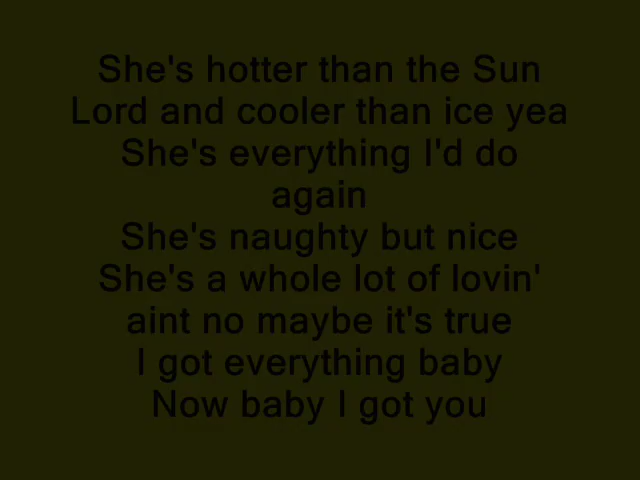 She's hotter than the Sun
Lord and cooler than ice yea
She's everything I'd do
again
She's naughty but nice
She's a whole lot of lovin'
aint no maybe it's true
I got everything baby
Now baby I got you